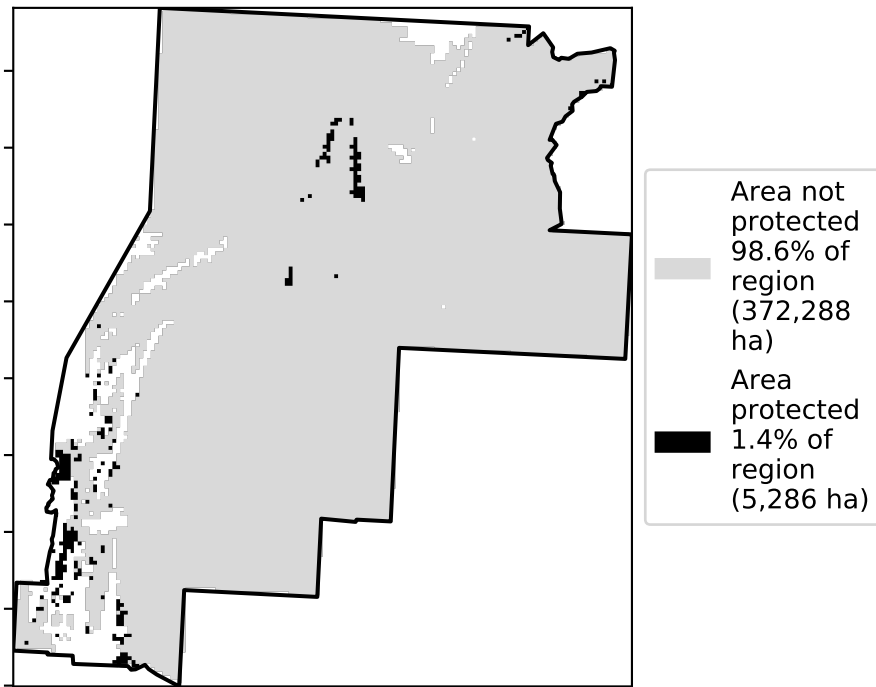 Area not
protected
98.6% of
region
(372,288
ha)
Area
protected
1.4% of
region
(5,286 ha)